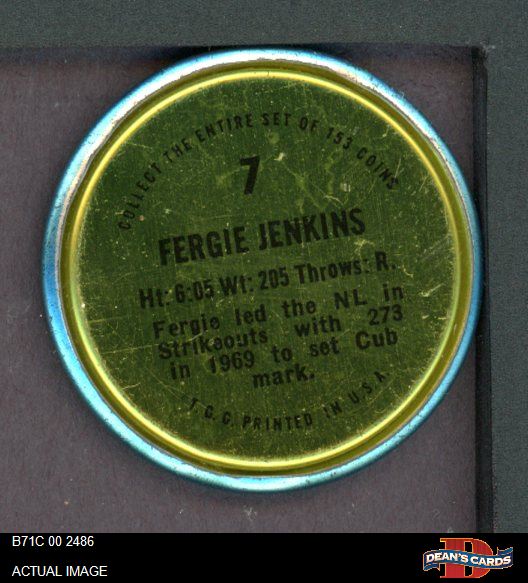 COLLECT THE ENTIRE SET OF 153 COINS
7
FERGIE JENKINS
Ht: 6:05 Wt: 205 Throws: R.
Fergie led the NL in
Strikeouts with 273
in 1969 to set Cub
mark.
T.C.G. PRINTED IN U.S.A.
B71C 00 2486
ACTUAL IMAGE
D
DEAN'S CARDS